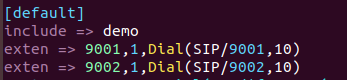 [default]
include => demo
exten => 9001,1,Dial(SIP/9001,10)
exten => 9002,1,Dial(SIP/9002,10)